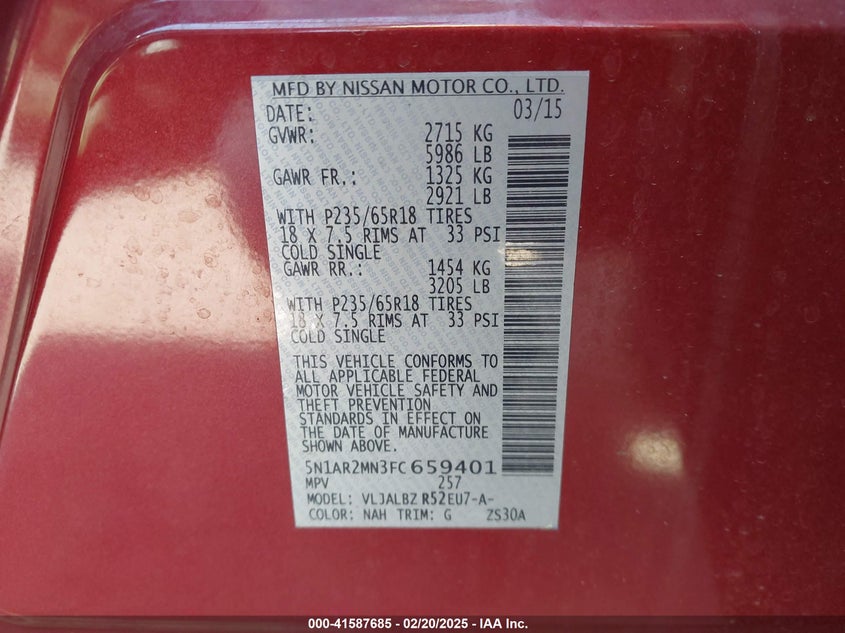 MFD BY NISSAN MOTOR CO., LTD.
DATE: 03/15
GVWR: 2715 KG
5986 LB
GAWR FR.: 1325 KG
2921 LB
WITH P235/65R18 TIRES
18 X 7.5 RIMS AT 33 PSI
COLD SINGLE
GAWR RR.: 1454 KG
3205 LB
WITH P235/65R18 TIRES
18 X 7.5 RIMS AT 33 PSI
COLD SINGLE
THIS VEHICLE CONFORMS TO
ALL APPLICABLE FEDERAL
MOTOR VEHICLE SAFETY AND
THEFT PREVENTION
STANDARDS IN EFFECT ON
THE DATE OF MANUFACTURE
SHOWN ABOVE.
5N1AR2MN3FC659401
MPV 257
MODEL: VLJALBZ R52EU7-A-
COLOR: NAH TRIM: G ZS30A
000-41587685 - 02/20/2025 - IAA Inc.